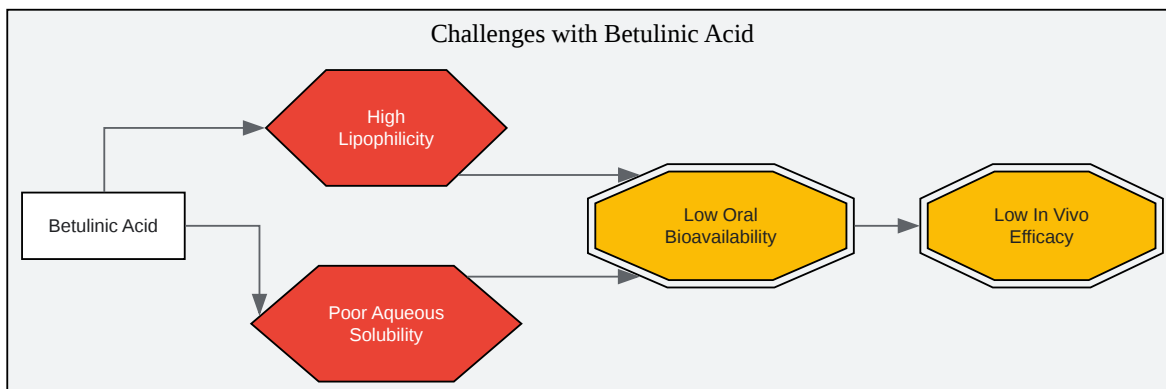 Challenges with Betulinic Acid
High
Lipophilicity
Betulinic Acid
Low Oral
Bioavailability
Low In Vivo
Efficacy
Poor Aqueous
Solubility